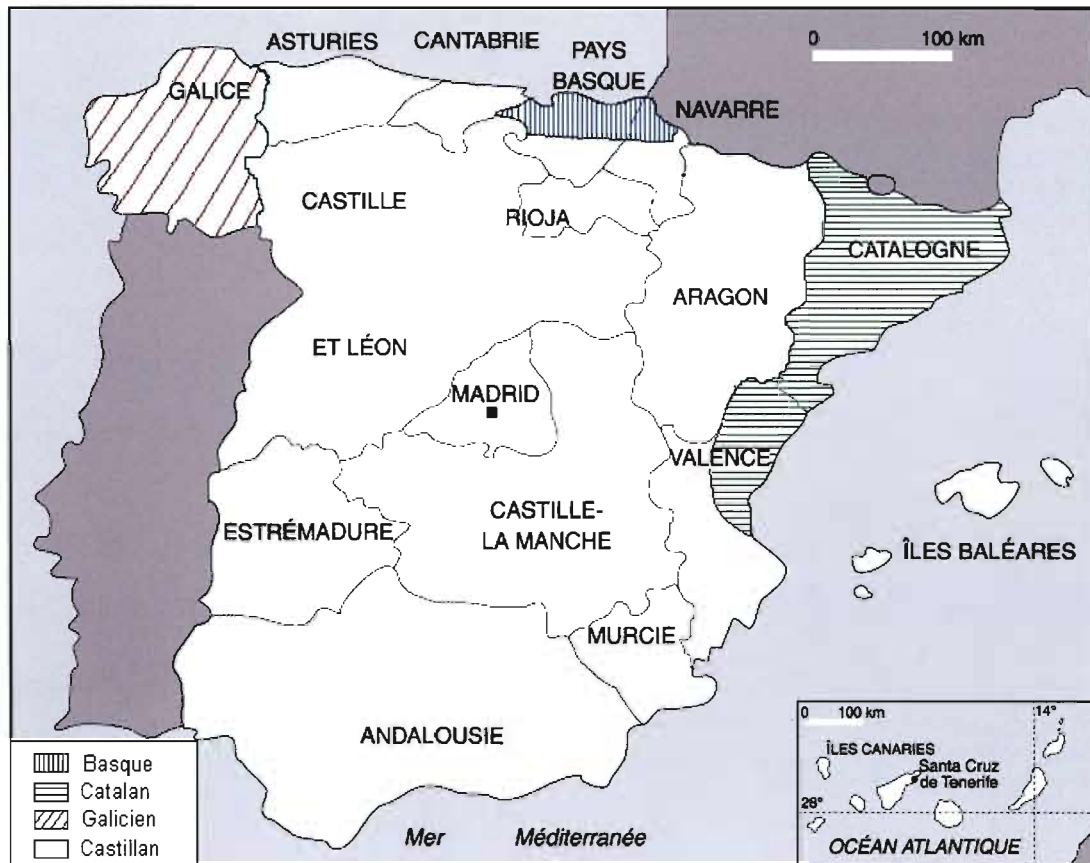 0 100 km
ASTURIES CANTABRIE PAYS
BASQUE
GALICE
NAVARRE
CASTILLE
RIOJA
CATALOGNE
ARAGON
ET LÉON
MADRID
VALENCE
ESTRÉMADURE
CASTILLE-
LA MANCHE
ÎLES BALÉARES
MURCIE
ANDALOUSIE
Mer Méditerranée
Basque
Catalan
Galicien
Castillan
0 100 km
14°
ÎLES CANARIES
Santa Cruz
de Tenerife
28°
OCÉAN ATLANTIQUE